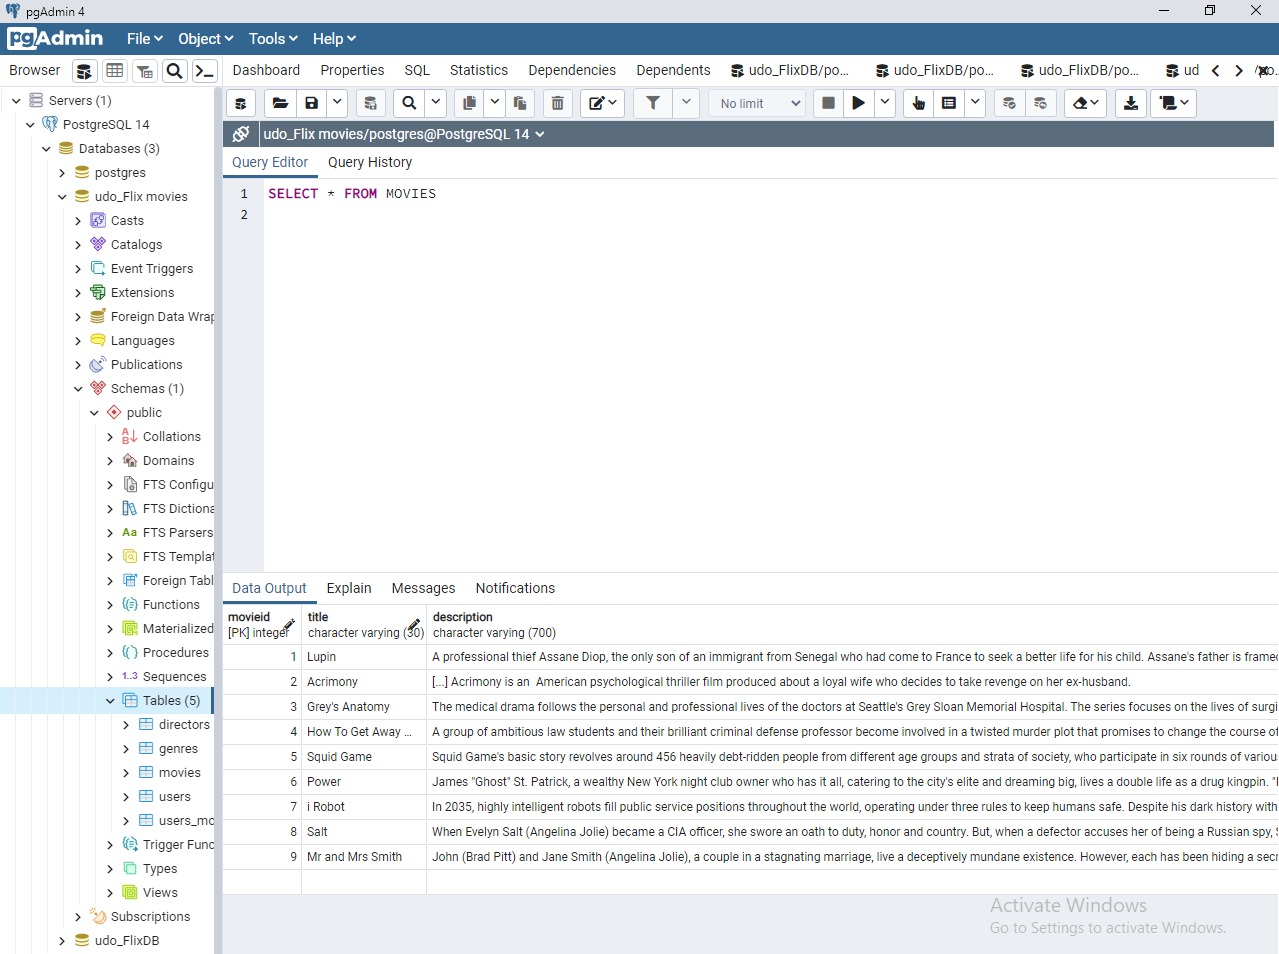 pgAdmin 4
pgAdmin File Object Tools Help
Browser Dashboard Properties SQL Statistics Dependencies Dependents udo_FlixDB/po... udo_FlixDB/po... udo_FlixDB/po... ud
Servers (1)
PostgreSQL 14
Databases (3)
postgres
udo_Flix movies
Casts
Catalogs
Event Triggers
Extensions
Foreign Data Wrap
Languages
Publications
Schemas (1)
public
Collations
Domains
FTS Configu
FTS Dictiona
FTS Parsers
FTS Templat
Foreign Tabl
Functions
Materialized
Procedures
1..3 Sequences
Tables (5)
directors
genres
movies
users
users_mo
Trigger Func
Types
Views
Subscriptions
udo_FlixDB
No limit
udo_Flix movies/postgres@PostgreSQL 14
Query Editor Query History
1 SELECT * FROM MOVIES
2
Data Output Explain Messages Notifications
movieid title description
[PK] integer character varying (30) character varying (700)
1 Lupin A professional thief Assane Diop, the only son of an immigrant from Senegal who had come to France to seek a better life for his child. Assane's father is frame
2 Acrimony [...] Acrimony is an American psychological thriller film produced about a loyal wife who decides to take revenge on her ex-husband.
3 Grey's Anatomy The medical drama follows the personal and professional lives of the doctors at Seattle's Grey Sloan Memorial Hospital. The series focuses on the lives of surgi
4 How To Get Away ... A group of ambitious law students and their brilliant criminal defense professor become involved in a twisted murder plot that promises to change the course of
5 Squid Game Squid Game's basic story revolves around 456 heavily debt-ridden people from different age groups and strata of society, who participate in six rounds of variou
6 Power James "Ghost" St. Patrick, a wealthy New York night club owner who has it all, catering to the city's elite and dreaming big, lives a double life as a drug kingpin. "
7 i Robot In 2035, highly intelligent robots fill public service positions throughout the world, operating under three rules to keep humans safe. Despite his dark history with
8 Salt When Evelyn Salt (Angelina Jolie) became a CIA officer, she swore an oath to duty, honor and country. But, when a defector accuses her of being a Russian spy,
9 Mr and Mrs Smith John (Brad Pitt) and Jane Smith (Angelina Jolie), a couple in a stagnating marriage, live a deceptively mundane existence. However, each has been hiding a secr
Activate Windows
Go to Settings to activate Windows.